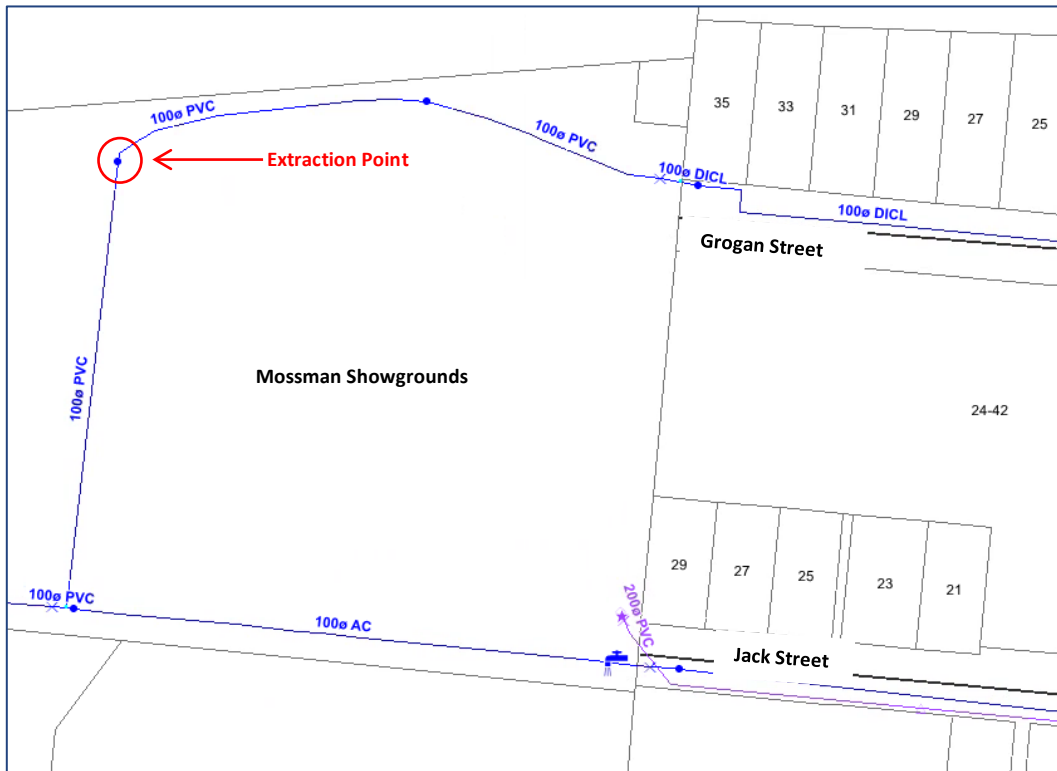 35
33
31
29
27
25
100ø PVC
100ø PVC
Extraction Point
100ø DICL
100ø DICL
Grogan Street
100ø PVC
Mossman Showgrounds
24-42
29
27
25
23
21
100ø PVC
200ø PVC
100ø AC
Jack Street